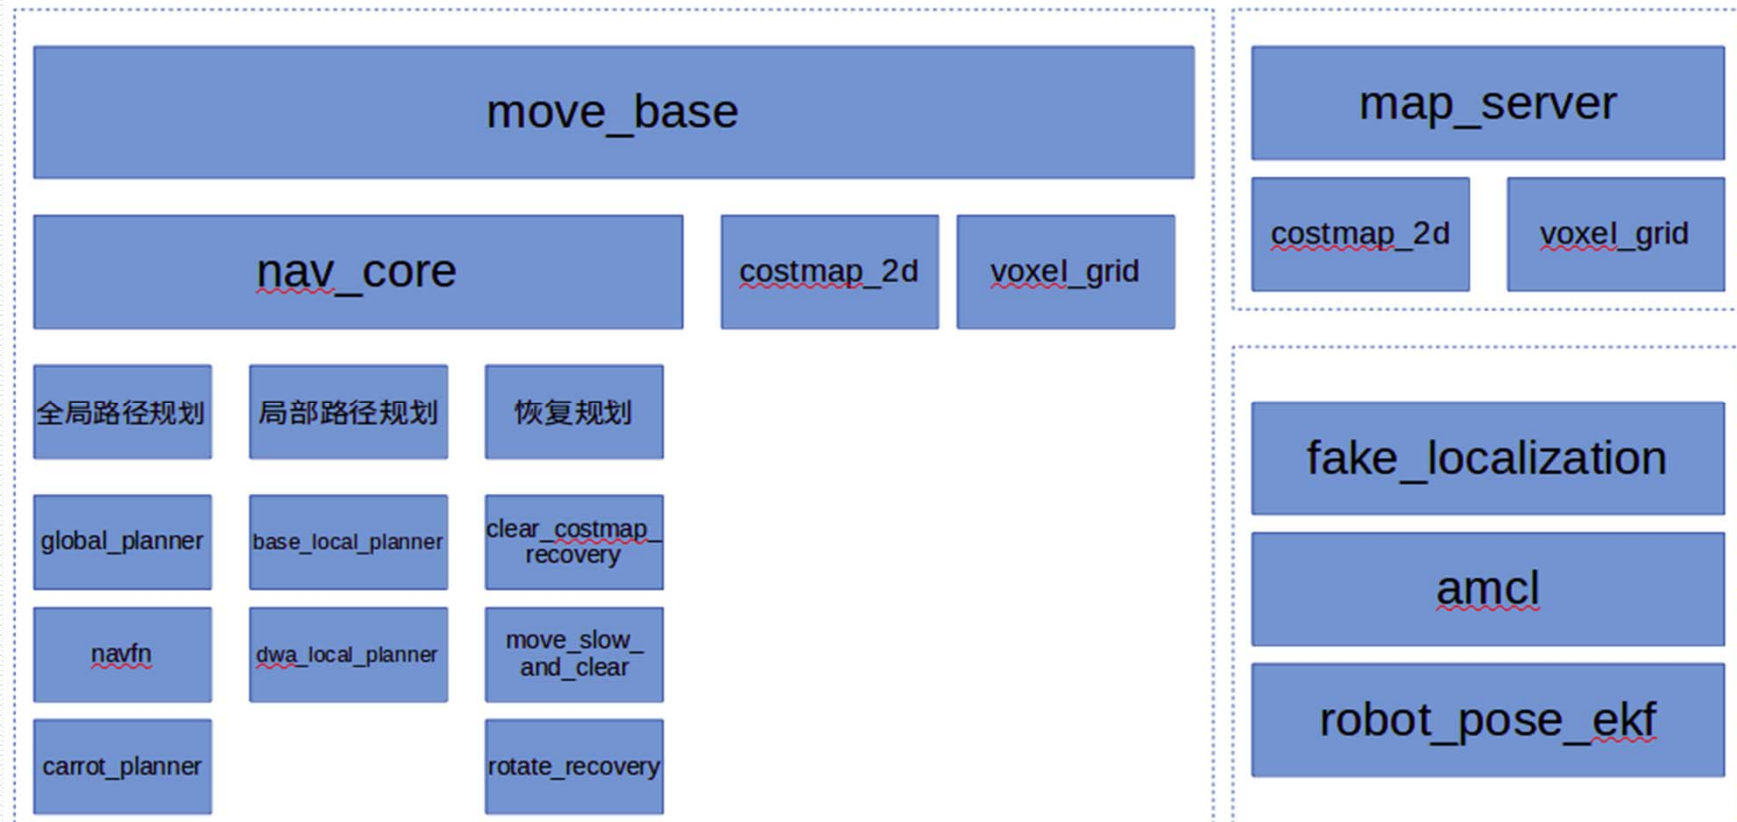 move_base
nav_core
costmap_2d
voxel_grid
全局路径规划
局部路径规划
恢复规划
global_planner
base_local_planner
clear_costmap_
recovery
navfn
dwa_local_planner
move_slow_
and_clear
carrot_planner
rotate_recovery
map_server
costmap_2d
voxel_grid
fake_localization
amcl
robot_pose_ekf